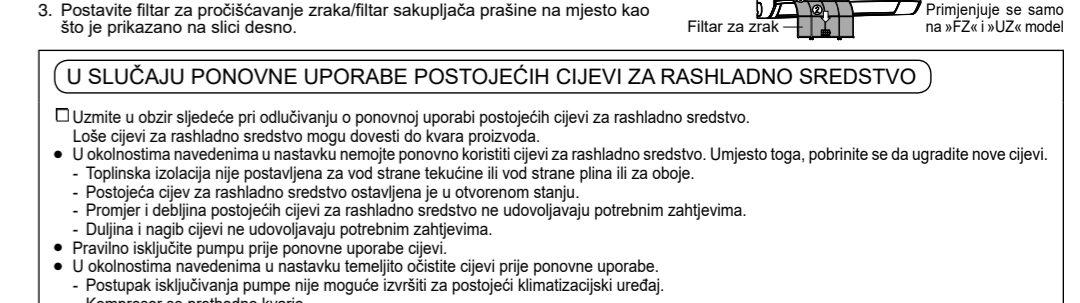 3. Postavite filtar za pročišćavanje zraka/filtar sakupljača prašine na mjesto kao
što je prikazano na slici desno.
②
Filtar za zrak
Primjenjuje se samo
na »FZ« i »UZ« model
U SLUČAJU PONOVNE UPORABE POSTOJEĆIH CIJEVI ZA RASHLADNO SREDSTVO
☐ Uzmite u obzir sljedeće pri odlučivanju o ponovnoj uporabi postojećih cijevi za rashladno sredstvo.
Loše cijevi za rashladno sredstvo mogu dovesti do kvara proizvoda.
● U okolnostima navedenima u nastavku nemojte ponovno koristiti cijevi za rashladno sredstvo. Umjesto toga, pobrinite se da ugradite nove cijevi.
- Toplinska izolacija nije postavljena za vod strane tekućine ili vod strane plina ili za oboje.
- Postojeća cijev za rashladno sredstvo ostavljena je u otvorenom stanju.
- Promjer i debljina postojećih cijevi za rashladno sredstvo ne udovoljavaju potrebnim zahtjevima.
- Duljina i nagib cijevi ne udovoljavaju potrebnim zahtjevima.
● Pravilno isključite pumpu prije ponovne uporabe cijevi.
● U okolnostima navedenima u nastavku temeljito očistite cijevi prije ponovne uporabe.
- Postupak isključivanja pumpe nije moguće izvršiti za postojeći klimatizacijski uređaj.
- Kompresor se prethodno kvario.